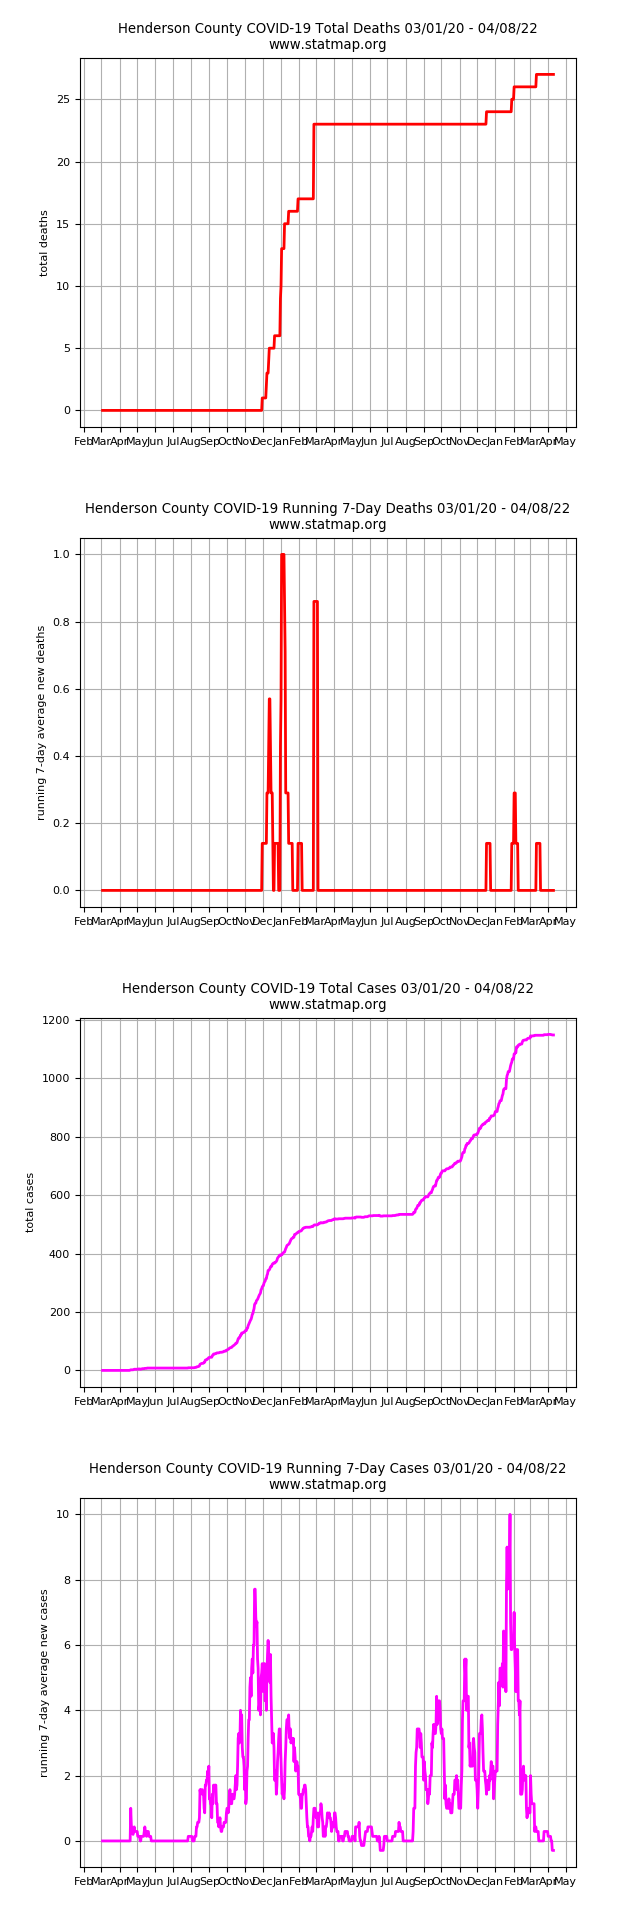 Henderson County COVID-19 Total Deaths 03/01/20 - 04/08/22
www.statmap.org
25
20
15
10
5
0
total deaths
Feb Mar Apr May Jun Jul Aug Sep Oct Nov Dec Jan Feb Mar Apr May Jun Jul Aug Sep Oct Nov Dec Jan Feb Mar Apr May
Henderson County COVID-19 Running 7-Day Deaths 03/01/20 - 04/08/22
www.statmap.org
1.0
0.8
0.6
0.4
0.2
0.0
running 7-day average new deaths
Feb Mar Apr May Jun Jul Aug Sep Oct Nov Dec Jan Feb Mar Apr May Jun Jul Aug Sep Oct Nov Dec Jan Feb Mar Apr May
Henderson County COVID-19 Total Cases 03/01/20 - 04/08/22
www.statmap.org
1200
1000
800
600
400
200
0
total cases
Feb Mar Apr May Jun Jul Aug Sep Oct Nov Dec Jan Feb Mar Apr May Jun Jul Aug Sep Oct Nov Dec Jan Feb Mar Apr May
Henderson County COVID-19 Running 7-Day Cases 03/01/20 - 04/08/22
www.statmap.org
10
8
6
4
2
0
running 7-day average new cases
Feb Mar Apr May Jun Jul Aug Sep Oct Nov Dec Jan Feb Mar Apr May Jun Jul Aug Sep Oct Nov Dec Jan Feb Mar Apr May